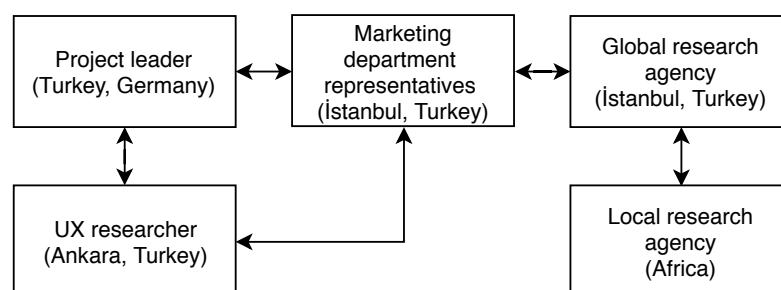 Project leader
(Turkey, Germany)
Marketing
department
representatives
(İstanbul, Turkey)
Global research
agency
(İstanbul, Turkey)
UX researcher
(Ankara, Turkey)
Local research
agency
(Africa)